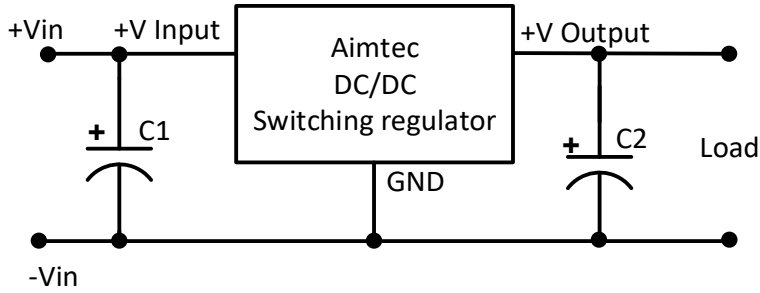 +Vin
+V Input
Aimtec
DC/DC
Switching regulator
+V Output
+
C1
+
C2
Load
GND
-Vin